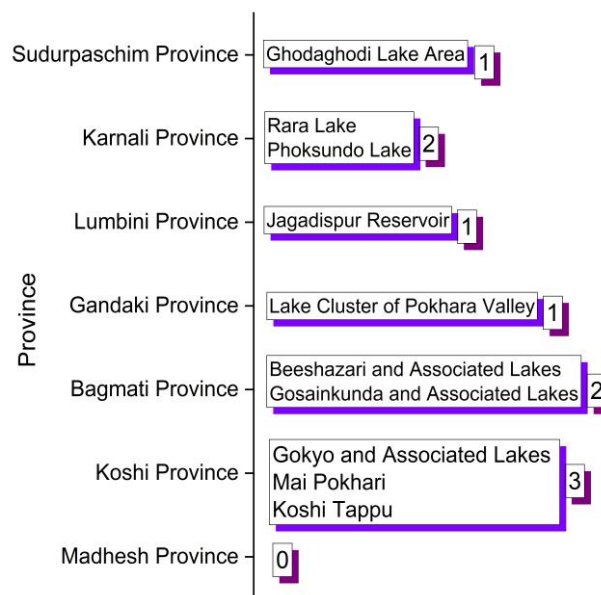 Province
Sudurpaschim Province
Ghodaghodi Lake Area
1
Karnali Province
Rara Lake
Phoksundo Lake
2
Lumbini Province
Jagadispur Reservoir
1
Gandaki Province
Lake Cluster of Pokhara Valley
1
Bagmati Province
Beeshazari and Associated Lakes
Gosainkunda and Associated Lakes
2
Koshi Province
Gokyo and Associated Lakes
Mai Pokhari
Koshi Tappu
3
Madhesh Province
0